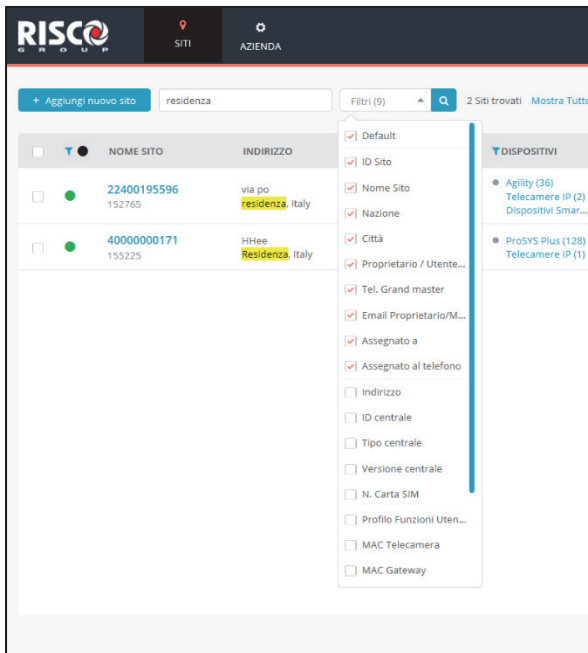 RISCO
GROUP
SITI
AZIENDA
+ Aggiungi nuovo sito
residenza
Filtri (9)
2 Siti trovati
Mostra Tutto
NOME SITO
INDIRIZZO
DISPOSITIVI
22400195596
152765
via po
residenza, Italy
Agility (36)
Telecamere IP (2)
Dispositivi Smar...
40000000171
155225
HHee
Residenza, Italy
ProSYS Plus (128)
Telecamere IP (1)
Default
ID Sito
Nome Sito
Nazione
Città
Proprietario / Utente...
Tel. Grand master
Email Proprietario/M...
Assegnato a
Assegnato al telefono
Indirizzo
ID centrale
Tipo centrale
Versione centrale
N. Carta SIM
Profilo Funzioni Uten...
MAC Telecamera
MAC Gateway